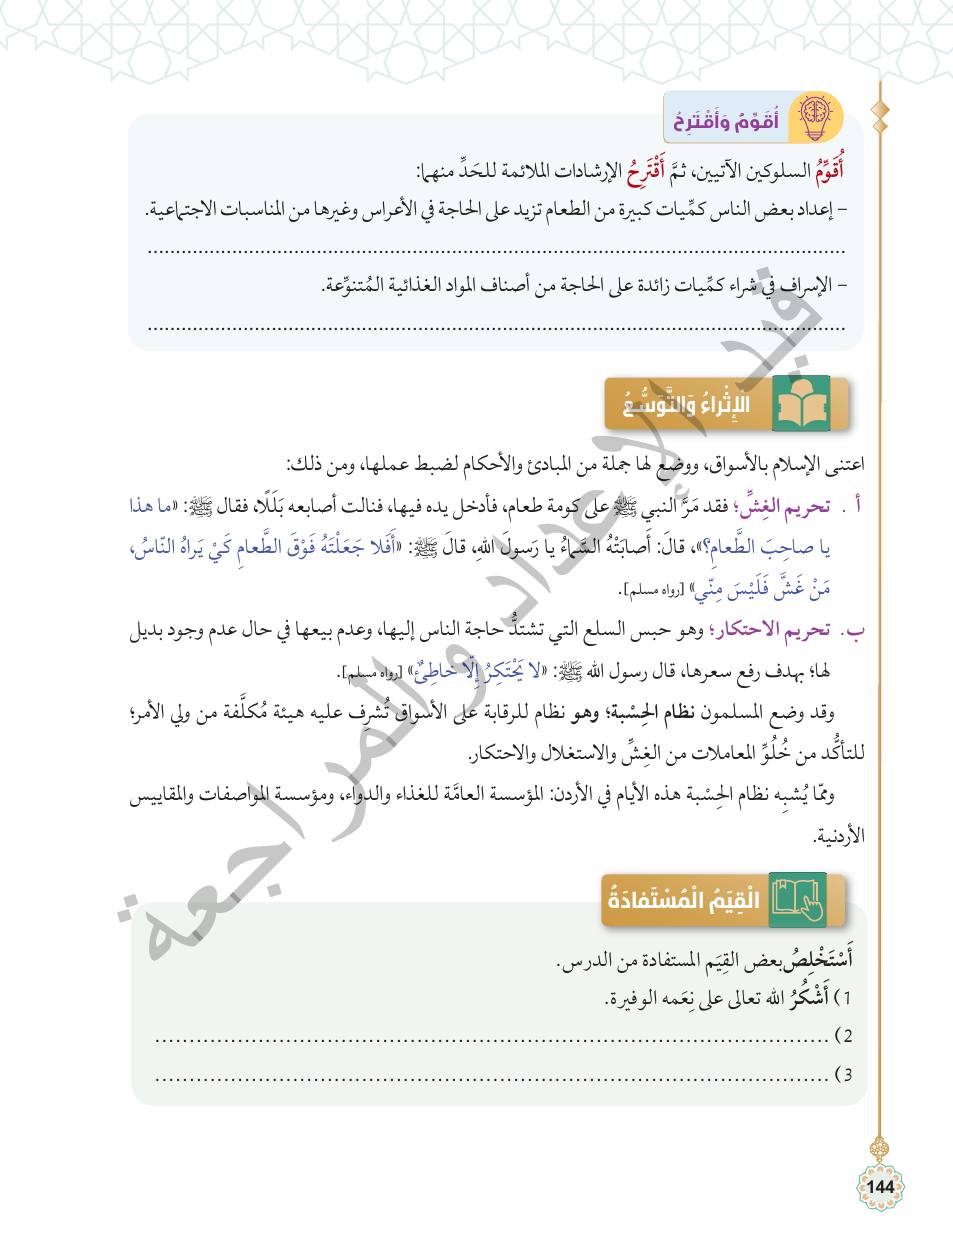 أُقَوِّمُ وَأَقْتَرِحُ
أُقَوِّمُ السلوكين الآتيين، ثمَّ أَقْتَرِحُ الإرشادات الملائمة للحَدِّ منهما:
– إعداد بعض الناس كمِّيات كبيرة من الطعام تزيد على الحاجة في الأعراس وغيرها من المناسبات الاجتماعية.
– الإسراف في شراء كمِّيات زائدة على الحاجة من أصناف المواد الغذائية المُتنوِّعة.
الْإِثْراءُ وَالتَّوَسُّعُ
اعتنى الإسلام بالأسواق، ووضع لها جملة من المبادئ والأحكام لضبط عملها، ومن ذلك:
أ . تحريم الغِشِّ؛ فقد مَرَّ النبي ﷺ على كومة طعام، فأدخل يده فيها، فنالت أصابعه بَلَلًا، فقال ﷺ: «ما هذا
يا صاحِبَ الطَّعامِ؟»، قالَ: أَصابَتْهُ السَّماءُ يا رَسولَ اللهِ، قالَ ﷺ: «أَفَلا جَعَلْتَهُ فَوْقَ الطَّعامِ كَيْ يَراهُ النّاسُ،
مَنْ غَشَّ فَلَيْسَ مِنّي» [رواه مسلم].
ب. تحريم الاحتكار؛ وهو حبس السلع التي تشتدُّ حاجة الناس إليها، وعدم بيعها في حال عدم وجود بديل
لها؛ بهدف رفع سعرها، قال رسول الله ﷺ: «لا يَحْتَكِرُ إِلّا خاطِئٌ» [رواه مسلم].
وقد وضع المسلمون نظام الحِسْبة؛ وهو نظام للرقابة على الأسواق تُشرِف عليه هيئة مُكلَّفة من ولي الأمر؛
للتأكُّد من خُلُوِّ المعاملات من الغِشِّ والاستغلال والاحتكار.
وممّا يُشبِه نظام الحِسْبة هذه الأيام في الأردن: المؤسسة العامَّة للغذاء والدواء، ومؤسسة المواصفات والمقاييس
الأردنية.
الْقِيَمُ الْمُسْتَفادَةُ
أَسْتَخْلِصُ بعض القِيَم المستفادة من الدرس.
1) أَشْكُرُ الله تعالى على نِعَمه الوفيرة.
2)
3)
144
قيد الإعداد والمراجعة